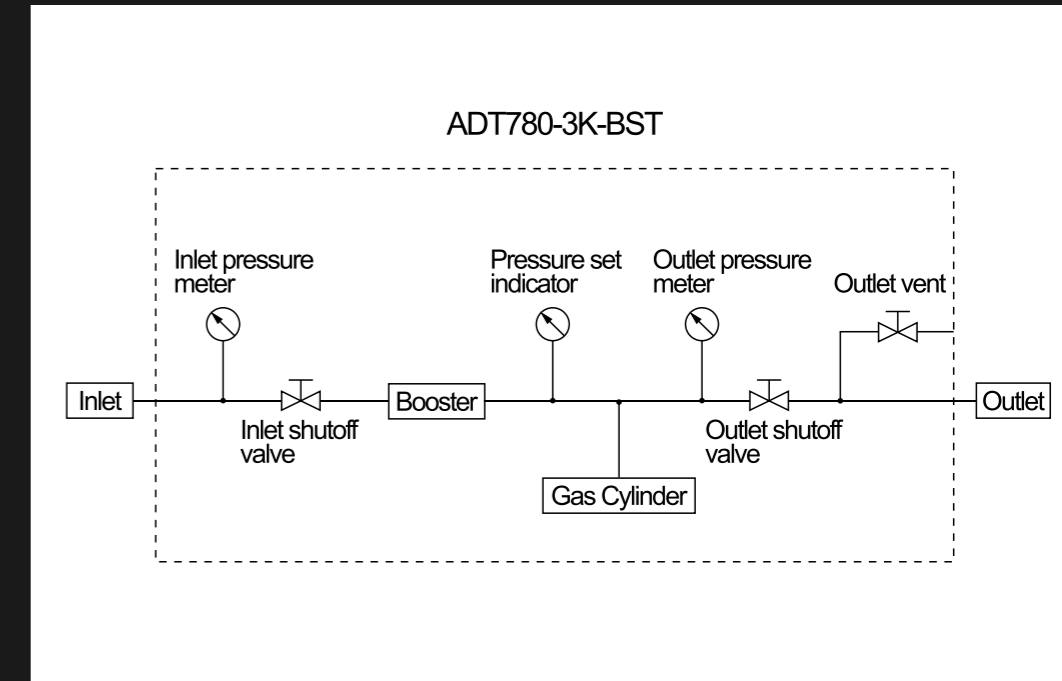 ADT780-3K-BST
Inlet pressure
meter
Pressure set
indicator
Outlet pressure
meter
Outlet vent
Inlet
Booster
Outlet
Inlet shutoff
valve
Outlet shutoff
valve
Gas Cylinder